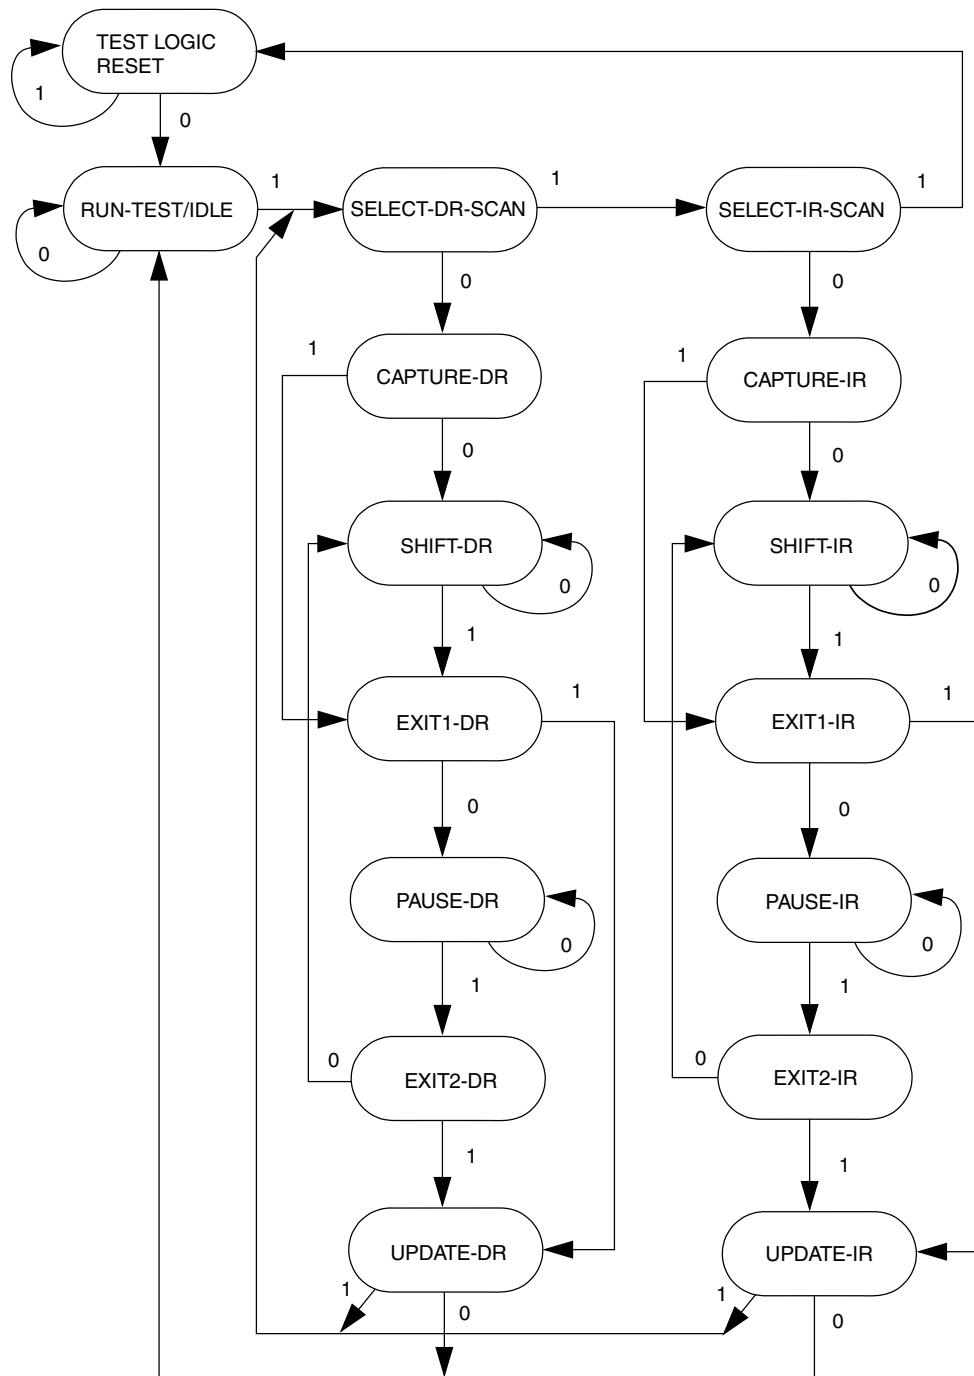 TEST LOGIC
RESET
1
0
RUN-TEST/IDLE
1
0
SELECT-DR-SCAN
1
SELECT-IR-SCAN
1
0
0
1
CAPTURE-DR
1
CAPTURE-IR
0
0
SHIFT-DR
0
SHIFT-IR
0
1
1
EXIT1-DR
1
EXIT1-IR
1
0
0
PAUSE-DR
0
PAUSE-IR
0
1
1
0
EXIT2-DR
0
EXIT2-IR
1
1
UPDATE-DR
UPDATE-IR
1
0
1
0